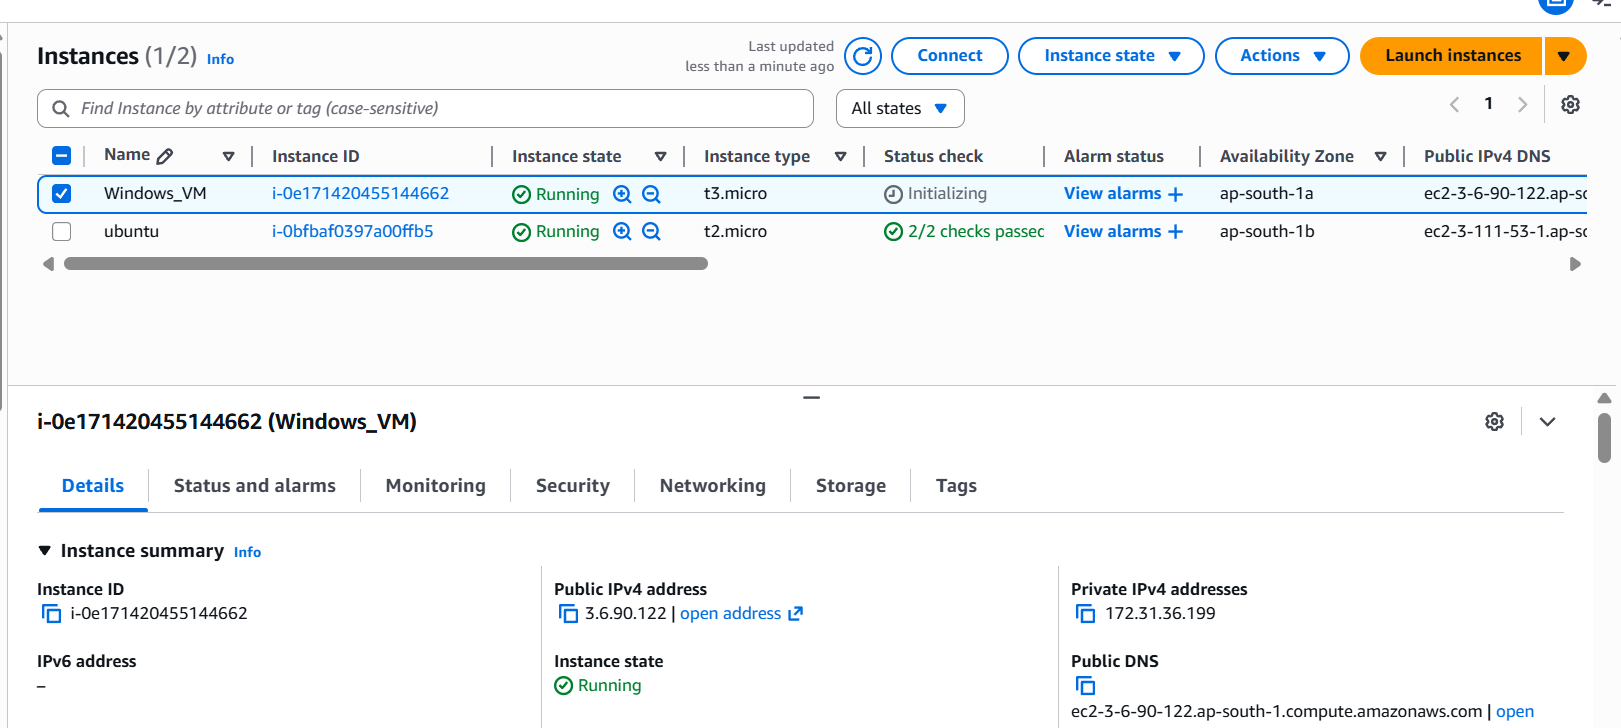 Instances (1/2) Info
Last updated
less than a minute ago
Connect
Instance state
Actions
Launch instances
Find Instance by attribute or tag (case-sensitive)
All states
1
Name Instance ID Instance state Instance type Status check Alarm status Availability Zone Public IPv4 DNS
Windows_VM i-0e171420455144662 Running t3.micro Initializing View alarms + ap-south-1a ec2-3-6-90-122.ap-sc
ubuntu i-0bfbaf0397a00ffb5 Running t2.micro 2/2 checks passec View alarms + ap-south-1b ec2-3-111-53-1.ap-sc
i-0e171420455144662 (Windows_VM)
Details Status and alarms Monitoring Security Networking Storage Tags
Instance summary Info
Instance ID
i-0e171420455144662
Public IPv4 address
3.6.90.122 | open address
Private IPv4 addresses
172.31.36.199
IPv6 address
–
Instance state
Running
Public DNS
ec2-3-6-90-122.ap-south-1.compute.amazonaws.com | open